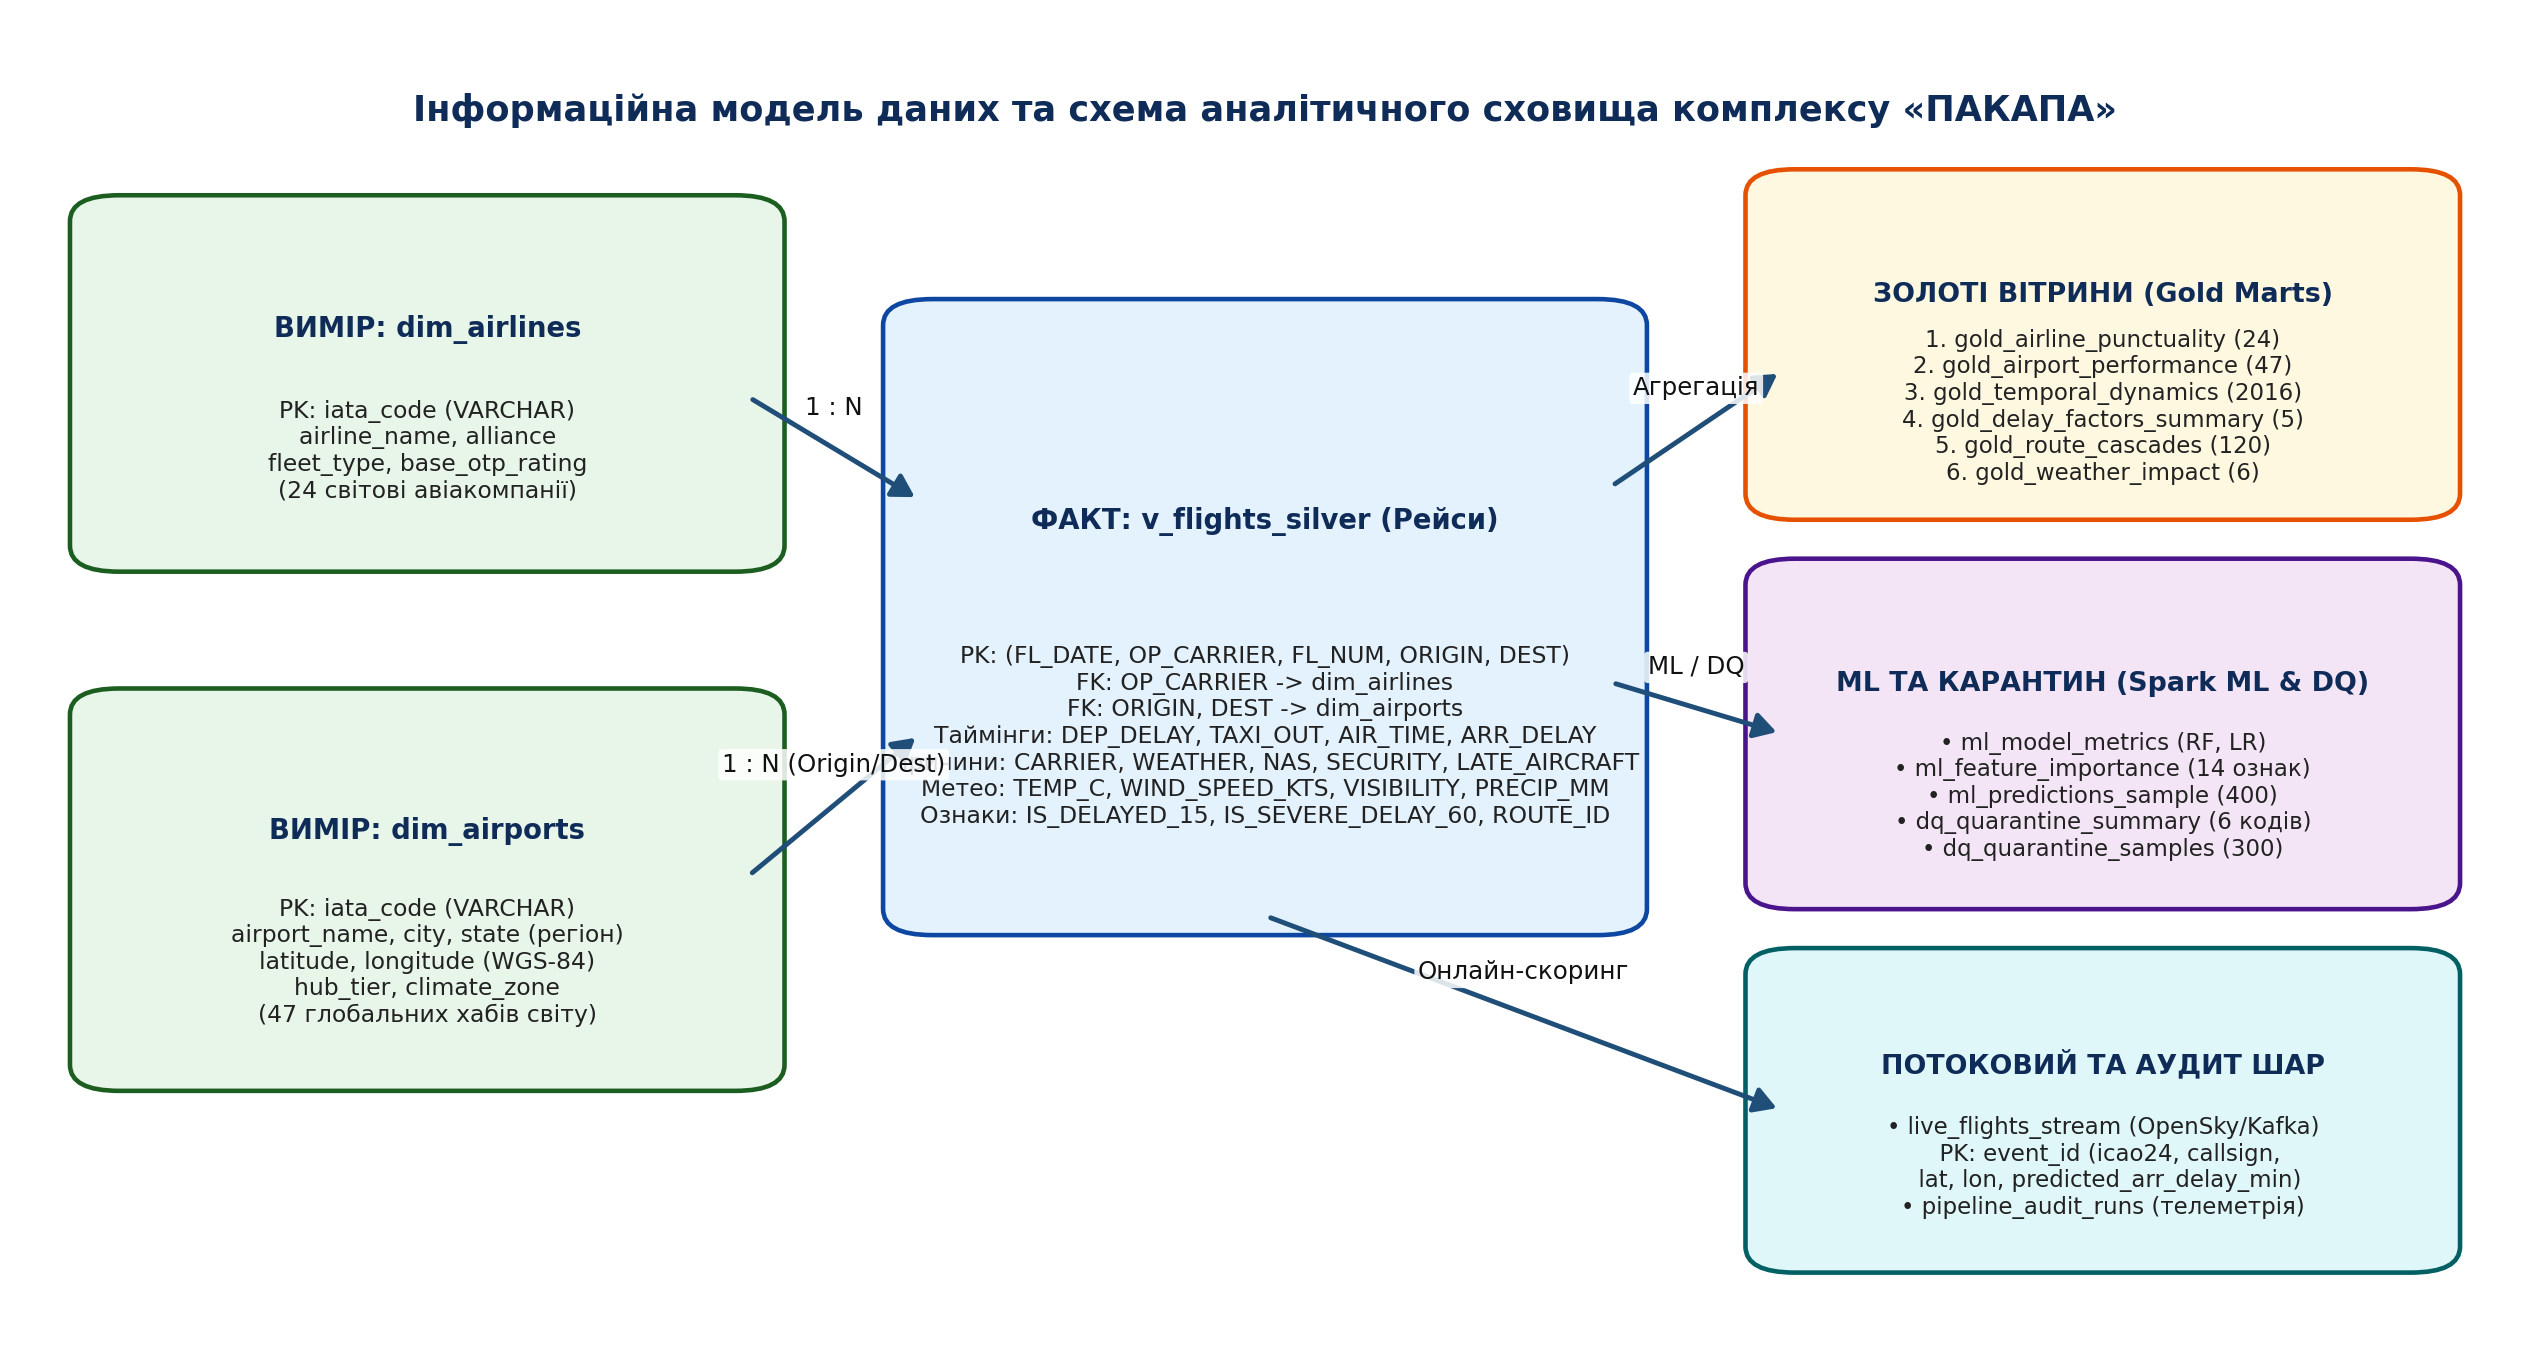 Інформаційна модель даних та схема аналітичного сховища комплексу «ПАКАПА»
ВИМІР: dim_airlines
PK: iata_code (VARCHAR)
airline_name, alliance
fleet_type, base_otp_rating
(24 світові авіакомпанії)
1 : N
ВИМІР: dim_airports
PK: iata_code (VARCHAR)
airport_name, city, state (регіон)
latitude, longitude (WGS-84)
hub_tier, climate_zone
(47 глобальних хабів світу)
1 : N (Origin/Dest)
ФАКТ: v_flights_silver (Рейси)
PK: (FL_DATE, OP_CARRIER, FL_NUM, ORIGIN, DEST)
FK: OP_CARRIER -> dim_airlines
FK: ORIGIN, DEST -> dim_airports
Таймінги: DEP_DELAY, TAXI_OUT, AIR_TIME, ARR_DELAY
CARRIER, WEATHER, NAS, SECURITY, LATE_AIRCRAFT
Метео: TEMP_C, WIND_SPEED_KTS, VISIBILITY, PRECIP_MM
Ознаки: IS_DELAYED_15, IS_SEVERE_DELAY_60, ROUTE_ID
Агрегація
ML / DQ
Онлайн-скоринг
ЗОЛОТІ ВІТРИНИ (Gold Marts)
1. gold_airline_punctuality (24)
2. gold_airport_performance (47)
3. gold_temporal_dynamics (2016)
4. gold_delay_factors_summary (5)
5. gold_route_cascades (120)
6. gold_weather_impact (6)
ML ТА КАРАНТИН (Spark ML & DQ)
• ml_model_metrics (RF, LR)
• ml_feature_importance (14 ознак)
• ml_predictions_sample (400)
• dq_quarantine_summary (6 кодів)
• dq_quarantine_samples (300)
ПОТОКОВИЙ ТА АУДИТ ШАР
• live_flights_stream (OpenSky/Kafka)
PK: event_id (icao24, callsign,
lat, lon, predicted_arr_delay_min)
• pipeline_audit_runs (телеметрія)